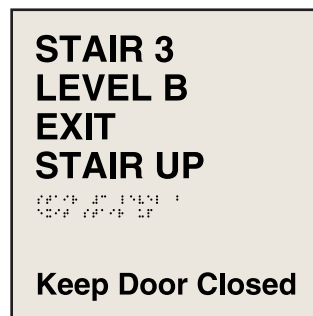 STAIR 3
LEVEL B
EXIT
STAIR UP
⠎⠞⠁⠊⠗ ⠼⠉ ⠇⠑⠧⠑⠇ ⠃
⠑⠭⠊⠞ ⠎⠞⠁⠊⠗ ⠥⠏
Keep Door Closed